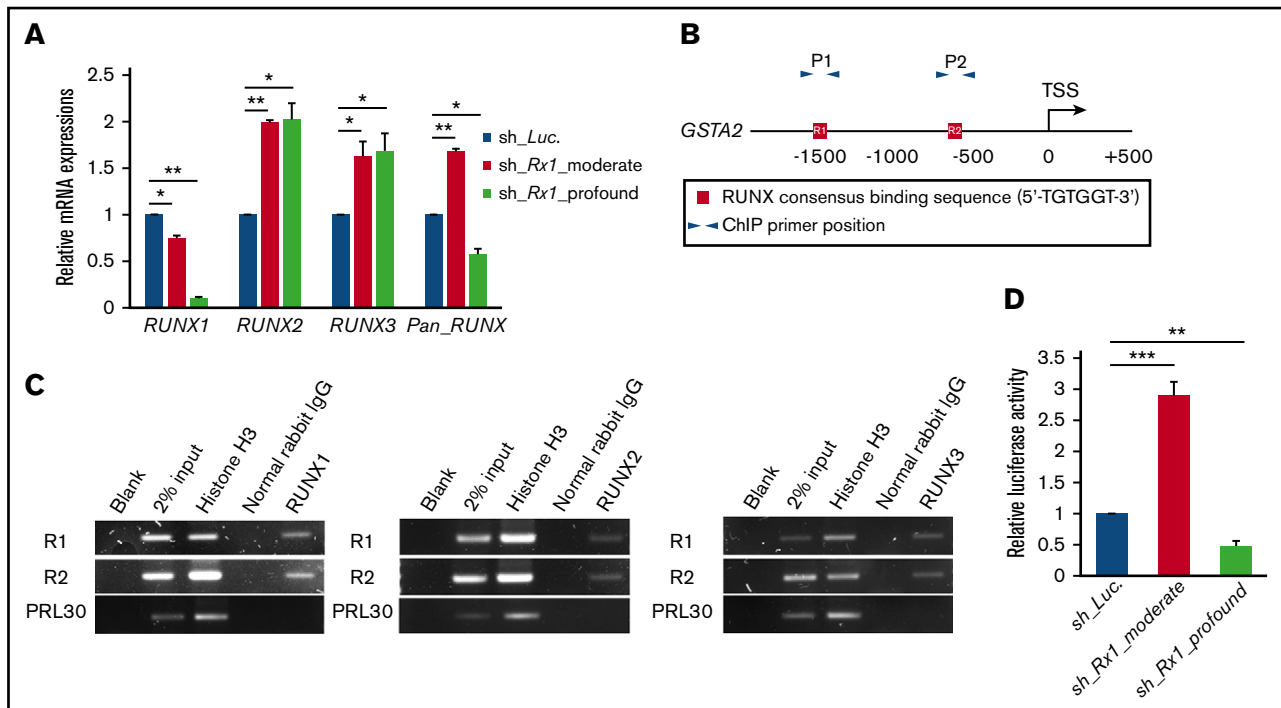 A
Relative mRNA expressions
2.5
2
1.5
1
0.5
0
*
**
**
*
*
*
*
**
RUNX1
RUNX2
RUNX3
Pan_RUNX
sh_Luc.
sh_Rx1_moderate
sh_Rx1_profound
B
P1
P2
TSS
GSTA2
R1
R2
-1500
-1000
-500
0
+500
RUNX consensus binding sequence (5'-TGTGGT-3')
ChIP primer position
C
Blank
2% input
Histone H3
Normal rabbit IgG
RUNX1
R1
R2
PRL30
Blank
2% input
Histone H3
Normal rabbit IgG
RUNX2
R1
R2
PRL30
Blank
2% input
Histone H3
Normal rabbit IgG
RUNX3
R1
R2
PRL30
D
Relative luciferase activity
3.5
3
2.5
2
1.5
1
0.5
0
**
***
sh_Luc.
sh_Rx1_moderate
sh_Rx1_profound